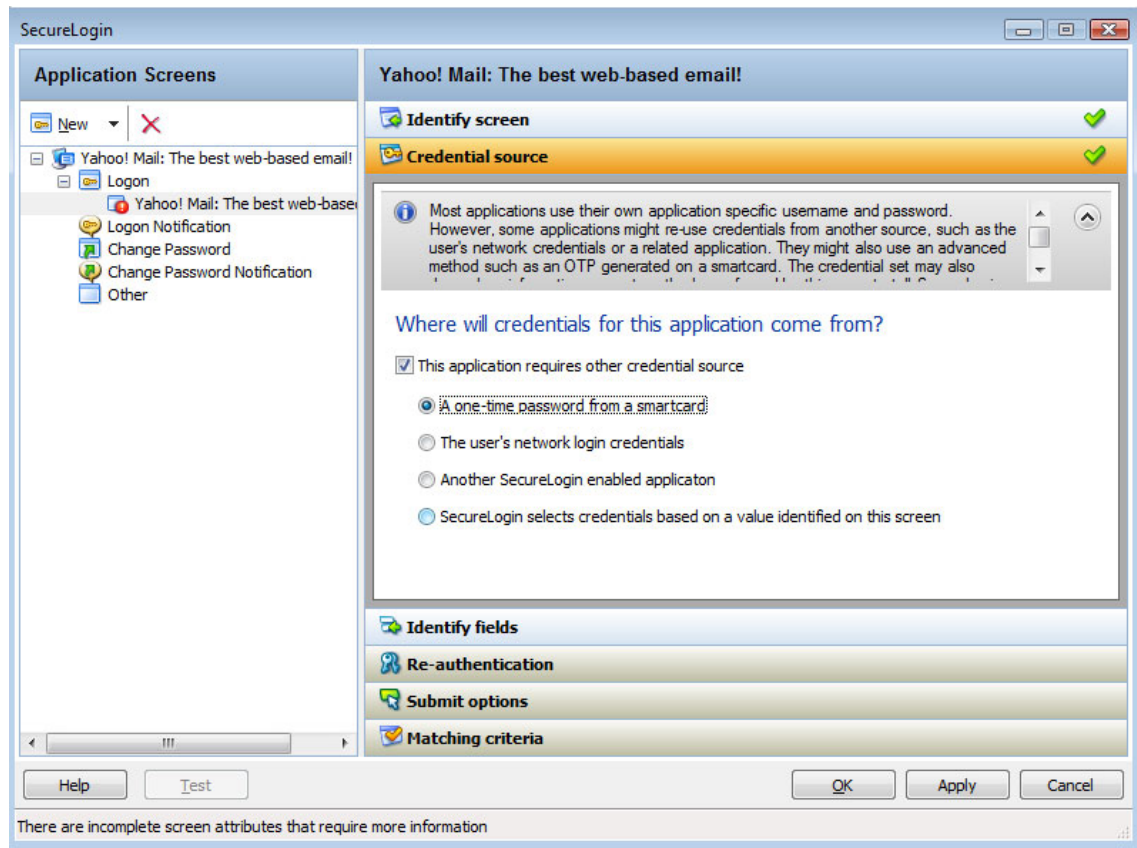 SecureLogin
Application Screens
New
Yahoo! Mail: The best web-based email!
Logon
Yahoo! Mail: The best web-base
Logon Notification
Change Password
Change Password Notification
Other
Yahoo! Mail: The best web-based email!
Identify screen
Credential source
Most applications use their own application specific username and password.
However, some applications might re-use credentials from another source, such as the
user's network credentials or a related application. They might also use an advanced
method such as an OTP generated on a smartcard. The credential set may also
Where will credentials for this application come from?
This application requires other credential source
A one-time password from a smartcard
The user's network login credentials
Another SecureLogin enabled applicaton
SecureLogin selects credentials based on a value identified on this screen
Identify fields
Re-authentication
Submit options
Matching criteria
Help Test OK Apply Cancel
There are incomplete screen attributes that require more information